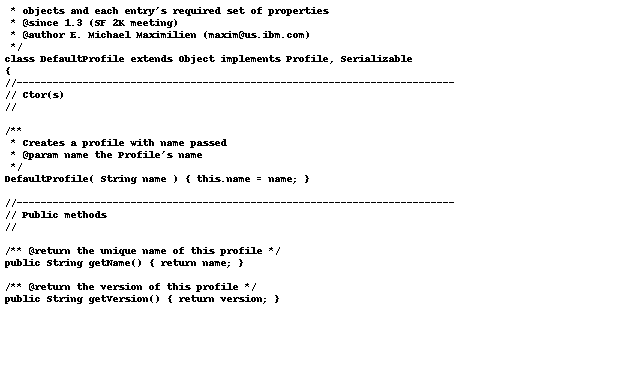 * objects and each entry's required set of properties
 * @since 1.3 (SF 2K meeting)
 * @author E. Michael Maximilien (maxim@us.ibm.com)
 */
class DefaultProfile extends Object implements Profile, Serializable
{
//-------------------------------------------------------------------------
// Ctor(s)
//
/**
 * Creates a profile with name passed
 * @param name the Profile's name
 */
DefaultProfile( String name ) { this.name = name; }
//-------------------------------------------------------------------------
// Public methods
//
/** @return the unique name of this profile */
public String getName() { return name; }
/** @return the version of this profile */
public String getVersion() { return version; }